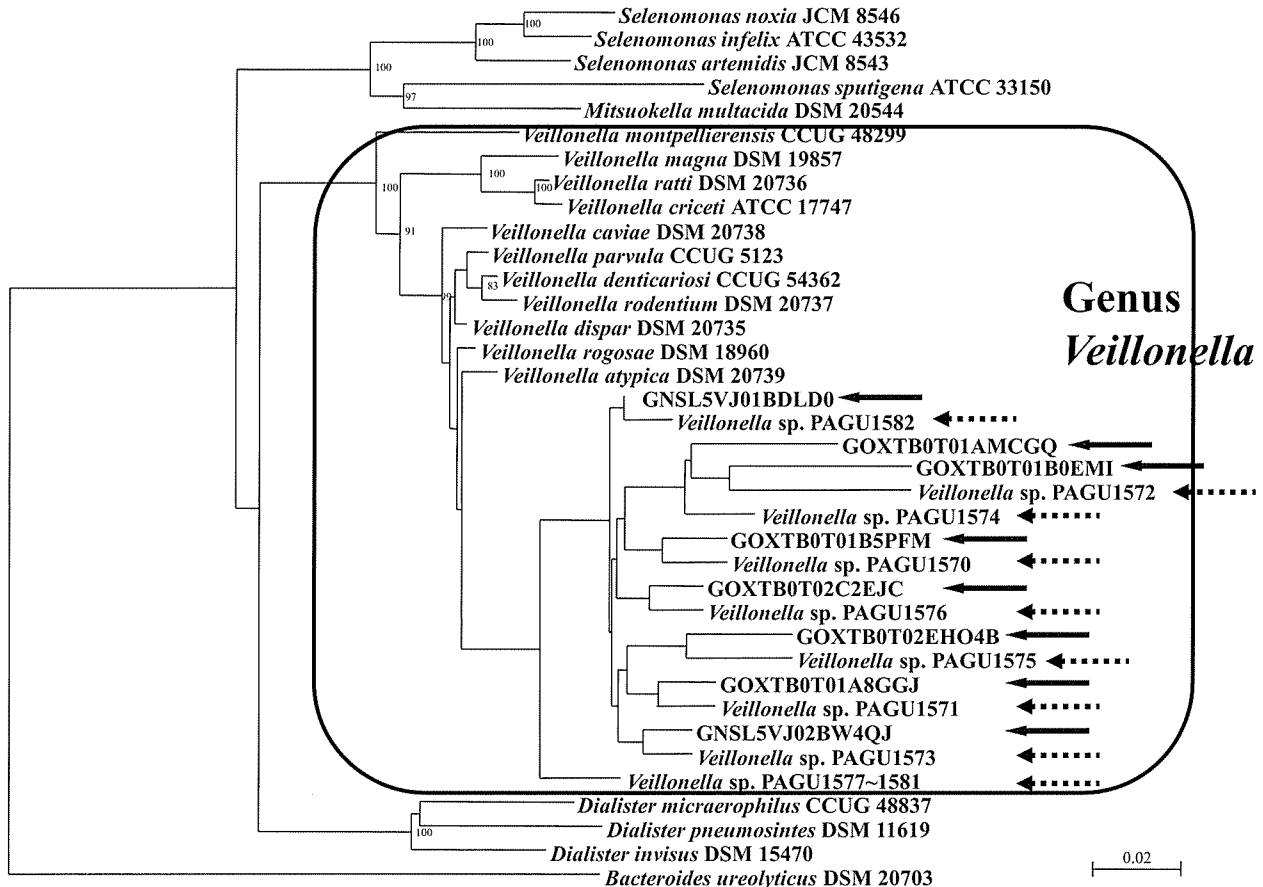 Selenomonas noxia JCM 8546
100
Selenomonas infelix ATCC 43532
100
Selenomonas artemidis JCM 8543
100
Selenomonas sputigena ATCC 33150
97
Mitsuokella multacida DSM 20544
Veillonella montpellierensis CCUG 48299
Veillonella magna DSM 19857
100
100
Veillonella ratti DSM 20736
100
Veillonella criceti ATCC 17747
91
Veillonella caviae DSM 20738
Veillonella parvula CCUG 5123
Veillonella denticariosi CCUG 54362
83
99
Veillonella rodentium DSM 20737
Genus
Veillonella dispar DSM 20735
Veillonella rogosae DSM 18960
Veillonella
Veillonella atypica DSM 20739
GNSL5VJ01BDLD0
Veillonella sp. PAGU1582
GOXTB0T01AMCGQ
GOXTB0T01B0EMI
Veillonella sp. PAGU1572
Veillonella sp. PAGU1574
GOXTB0T01B5PFM
Veillonella sp. PAGU1570
GOXTB0T02C2EJC
Veillonella sp. PAGU1576
GOXTB0T02EHO4B
Veillonella sp. PAGU1575
GOXTB0T01A8GGJ
Veillonella sp. PAGU1571
GNSL5VJ02BW4QJ
Veillonella sp. PAGU1573
Veillonella sp. PAGU1577~1581
Dialister micraerophilus CCUG 48837
100
Dialister pneumosintes DSM 11619
Dialister invisus DSM 15470
0.02
Bacteroides ureolyticus DSM 20703